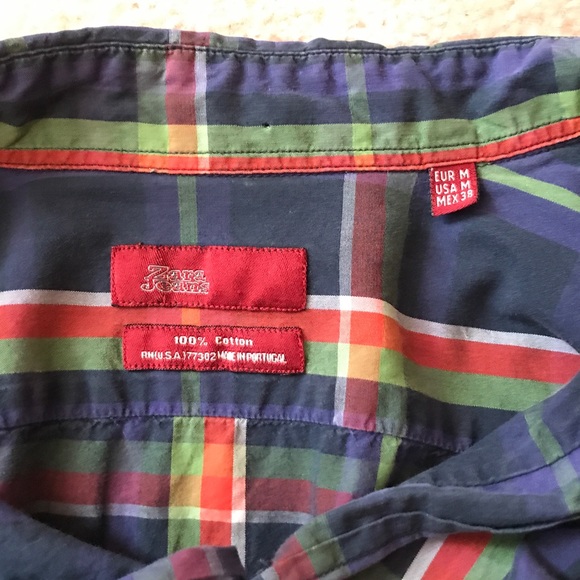 EUR M
USA M
MEX 38
Zara
Jeans
100% Cotton
RN(U.S.A.)77302 MADE IN PORTUGAL